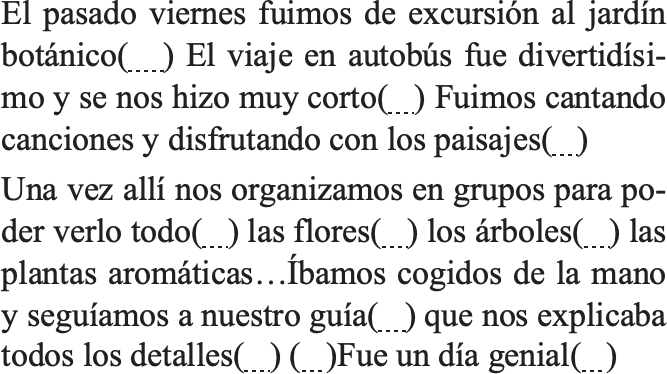 El pasado viernes fuimos de excursión al jardín
botánico(....) El viaje en autobús fue divertidísi-
mo y se nos hizo muy corto(....) Fuimos cantando
canciones y disfrutando con los paisajes(....)
Una vez allí nos organizamos en grupos para po-
der verlo todo(....) las flores(....) los árboles(....) las
plantas aromáticas…Íbamos cogidos de la mano
y seguíamos a nuestro guía(....) que nos explicaba
todos los detalles(....) (....)Fue un día genial(....)